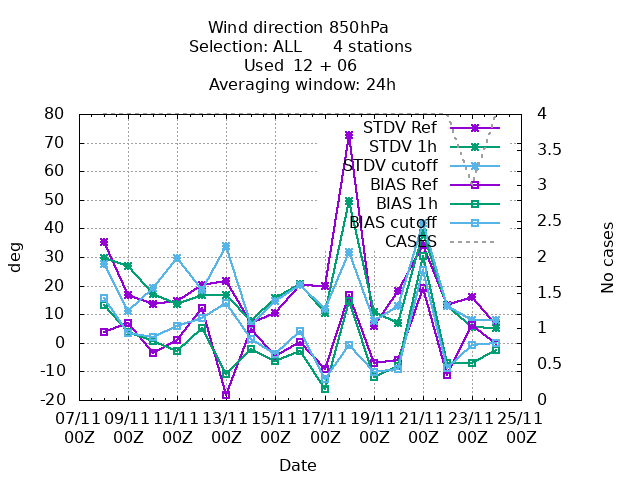 Wind direction 850hPa
Selection: ALL 4 stations
Used 12 + 06
Averaging window: 24h
80
70
60
50
40
30
20
10
0
-10
-20
deg
4
3.5
3
2.5
2
1.5
1
0.5
0
No cases
STDV Ref
STDV 1h
STDV cutoff
BIAS Ref
BIAS 1h
BIAS cutoff
CASES
07/11 09/11 11/11 13/11 15/11 17/11 19/11 21/11 23/11 25/11
00Z 00Z 00Z 00Z 00Z 00Z 00Z 00Z 00Z 00Z
Date